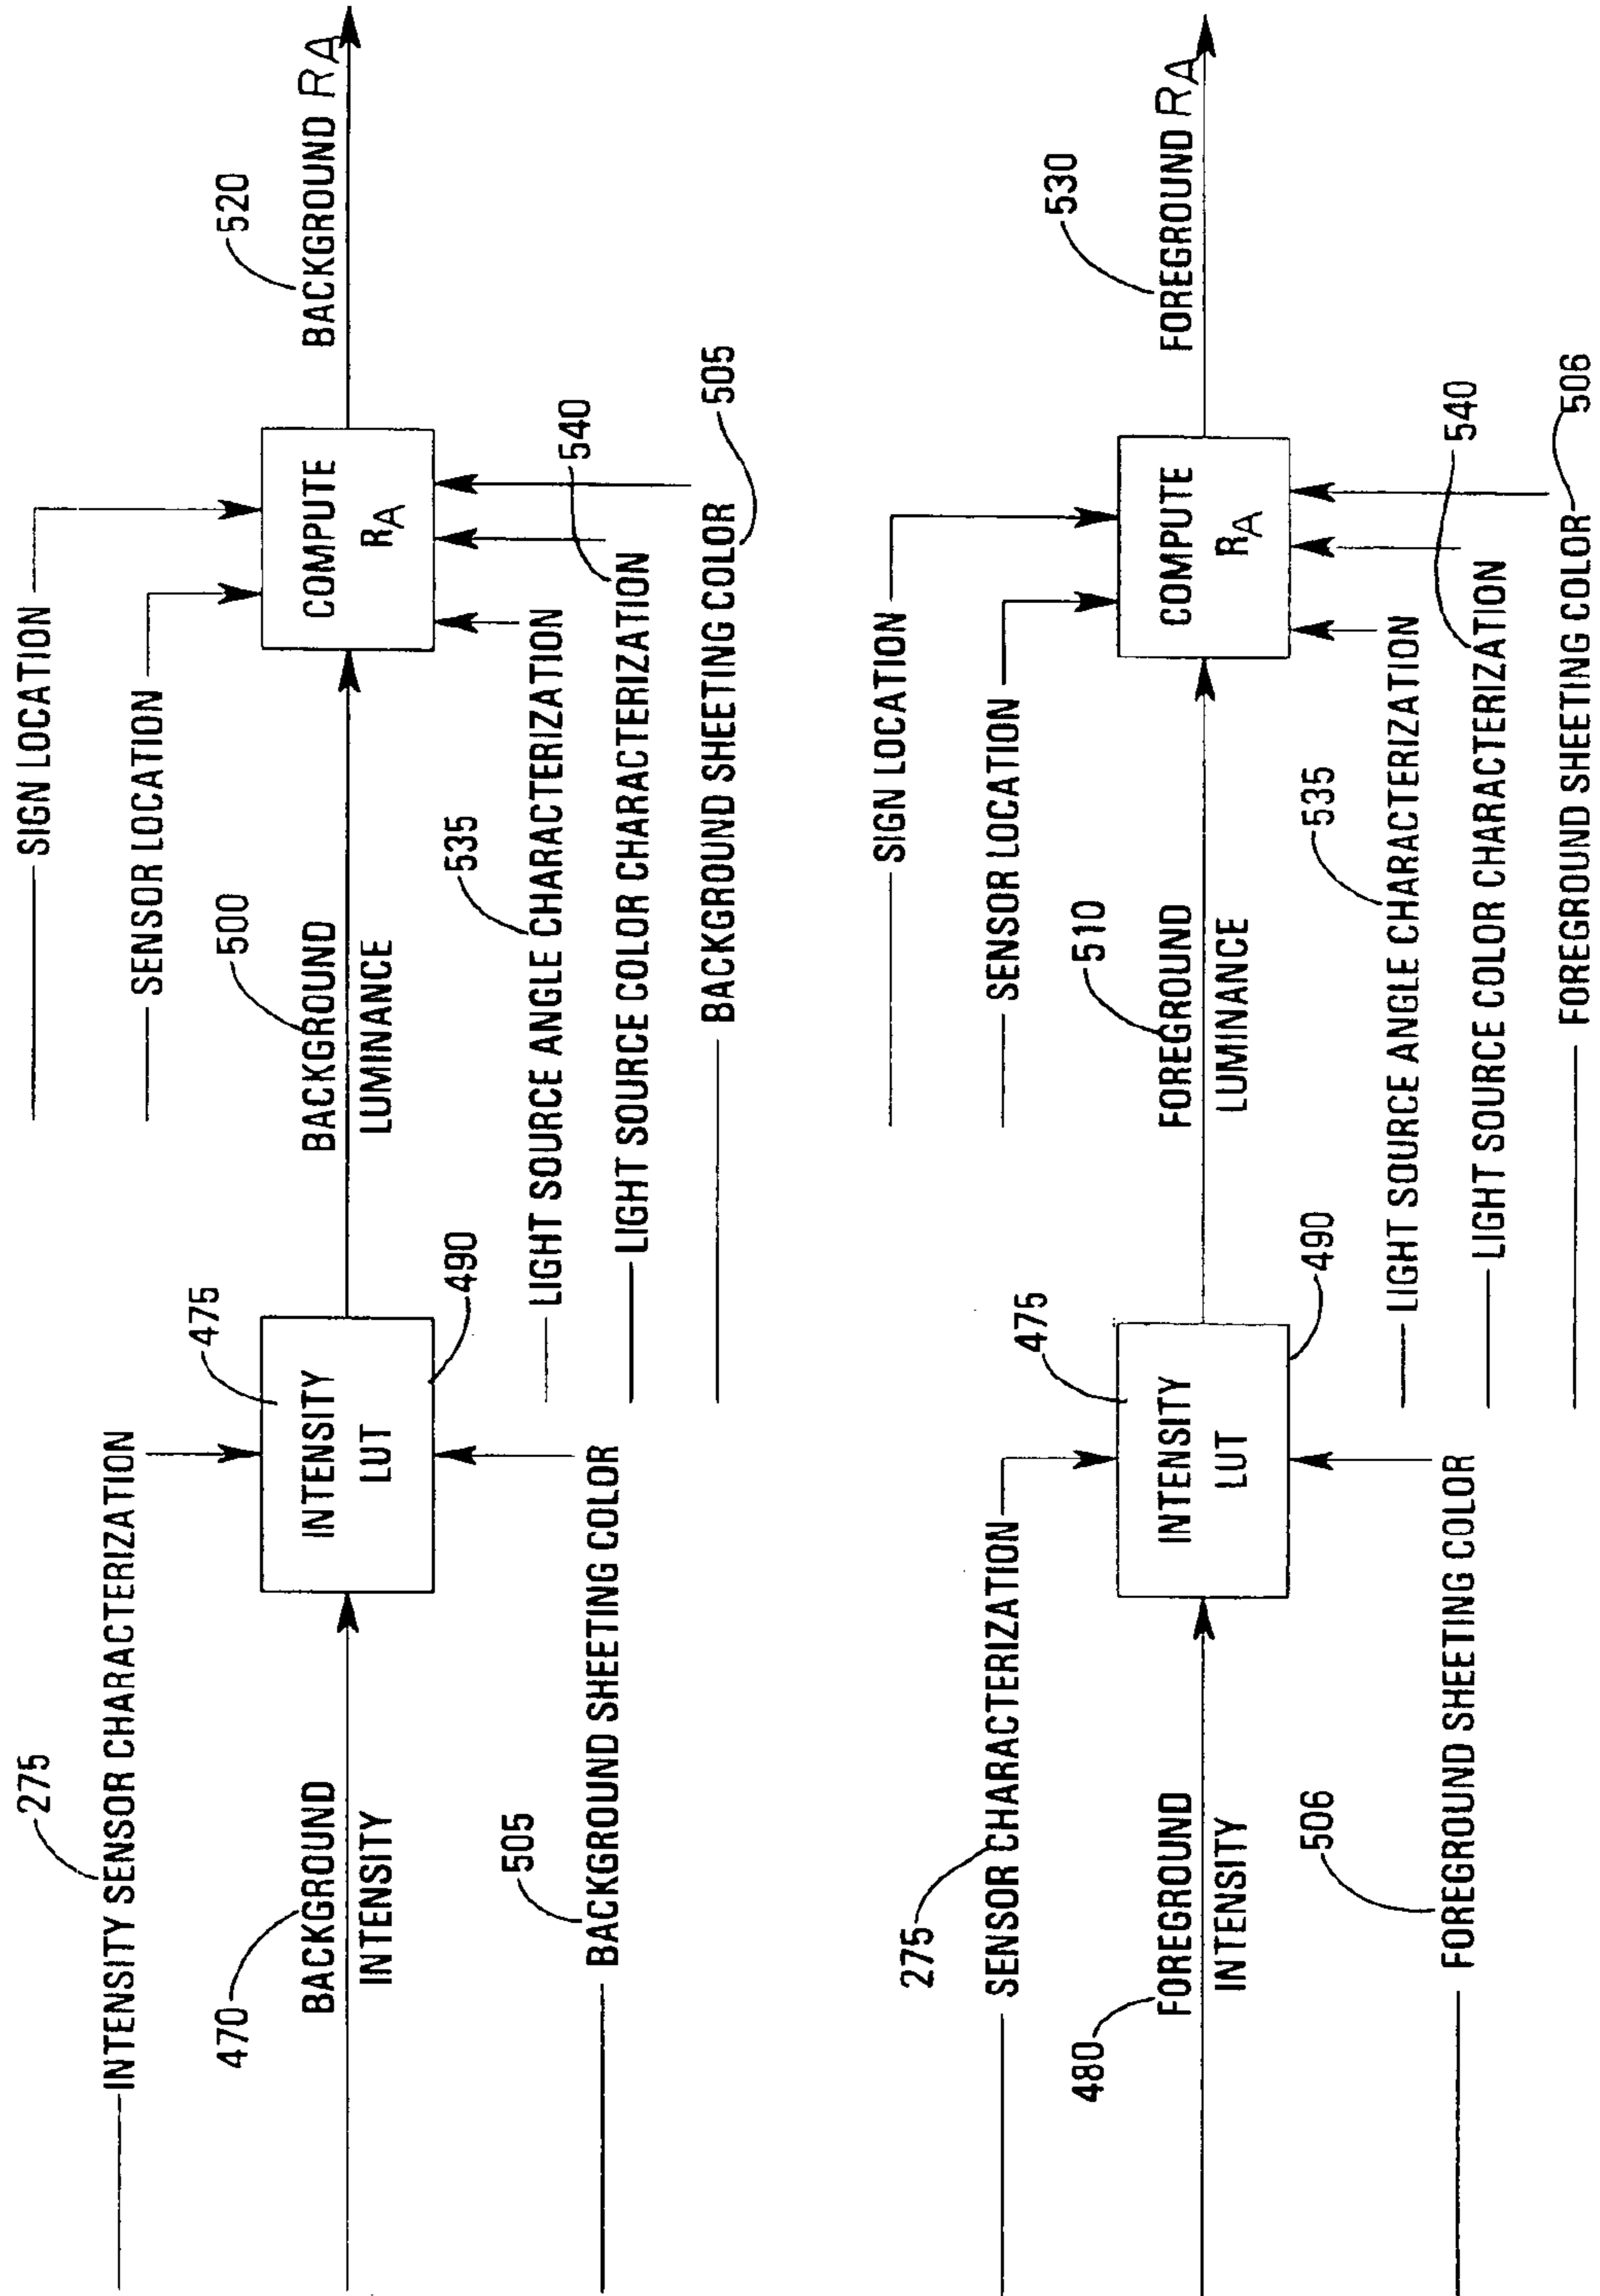 275
INTENSITY SENSOR CHARACTERIZATION
470
BACKGROUND
INTENSITY
505
BACKGROUND SHEETING COLOR
475
INTENSITY
LUT
490
SIGN LOCATION
SENSOR LOCATION
500
BACKGROUND
LUMINANCE
535
LIGHT SOURCE ANGLE CHARACTERIZATION
540
LIGHT SOURCE COLOR CHARACTERIZATION
505
BACKGROUND SHEETING COLOR
COMPUTE
RA
520
BACKGROUND RA
275
SENSOR CHARACTERIZATION
480
FOREGROUND
INTENSITY
506
FOREGROUND SHEETING COLOR
475
INTENSITY
LUT
490
SIGN LOCATION
SENSOR LOCATION
510
FOREGROUND
LUMINANCE
535
LIGHT SOURCE ANGLE CHARACTERIZATION
540
LIGHT SOURCE COLOR CHARACTERIZATION
506
FOREGROUND SHEETING COLOR
COMPUTE
RA
530
FOREGROUND RA